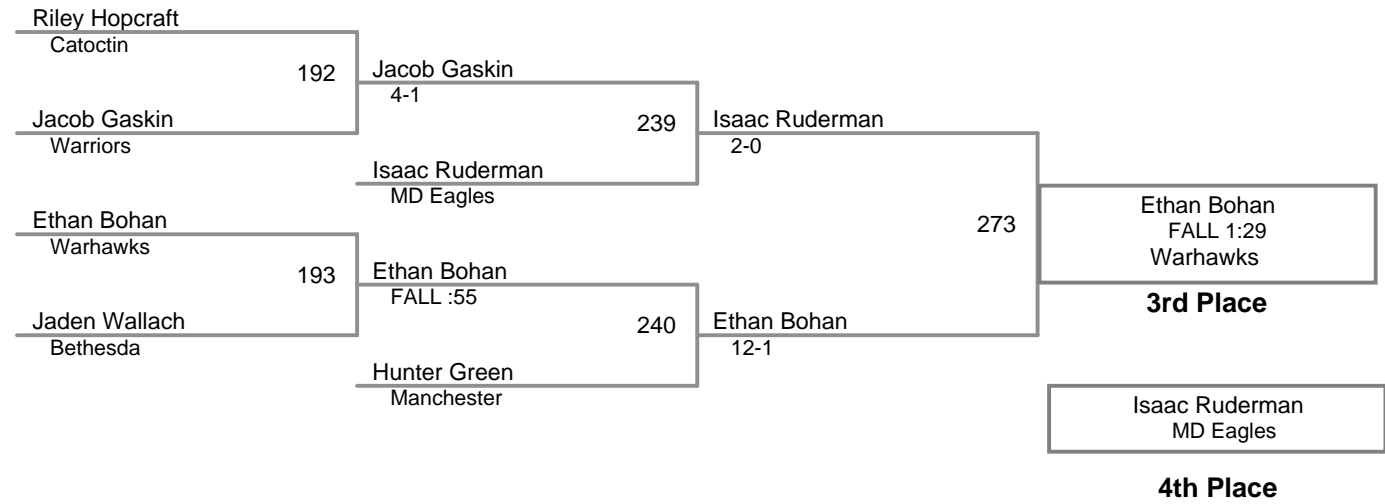 Riley Hopcraft
Catoctin
192
Jacob Gaskin
4-1
Jacob Gaskin
Warriors
239
Isaac Ruderman
2-0
Isaac Ruderman
MD Eagles
Ethan Bohan
Warhawks
193
Ethan Bohan
FALL :55
Jaden Wallach
Bethesda
240
Ethan Bohan
12-1
Hunter Green
Manchester
273
Ethan Bohan
FALL 1:29
Warhawks
3rd Place
Isaac Ruderman
MD Eagles
4th Place